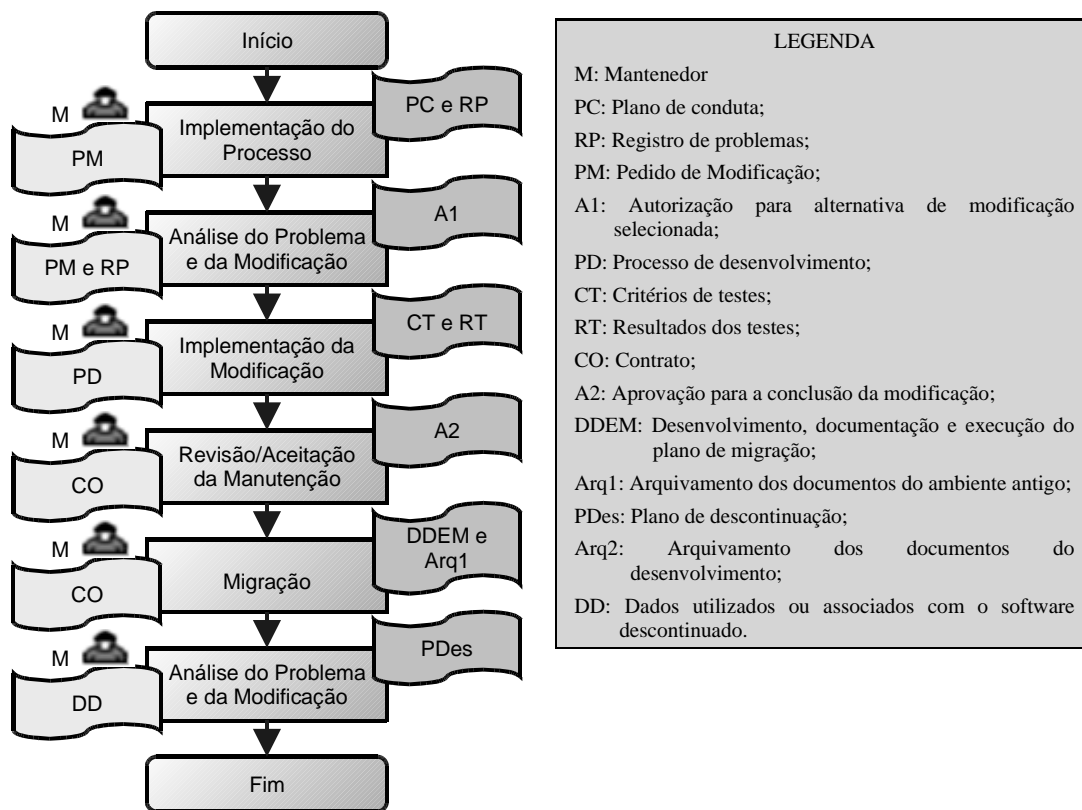 Início
M
PC e RP
Implementação do
Processo
PM
M
A1
Análise do Problema
e da Modificação
PM e RP
M
CT e RT
Implementação da
Modificação
PD
M
A2
Revisão/Aceitação
da Manutenção
CO
M
DDEM e
Arq1
Migração
CO
M
PDes
Análise do Problema
e da Modificação
DD
Fim
LEGENDA
M: Mantenedor
PC: Plano de conduta;
RP: Registro de problemas;
PM: Pedido de Modificação;
A1: Autorização para alternativa de modificação
selecionada;
PD: Processo de desenvolvimento;
CT: Critérios de testes;
RT: Resultados dos testes;
CO: Contrato;
A2: Aprovação para a conclusão da modificação;
DDEM: Desenvolvimento, documentação e execução do
plano de migração;
Arq1: Arquivamento dos documentos do ambiente antigo;
PDes: Plano de descontinuação;
Arq2: Arquivamento dos documentos do
desenvolvimento;
DD: Dados utilizados ou associados com o software
descontinuado.